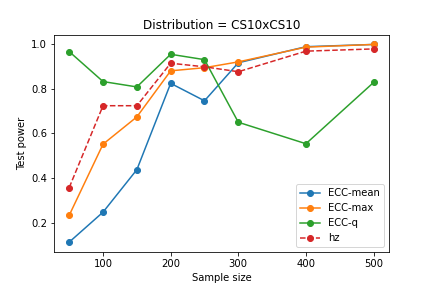 Distribution = CS10xCS10
1.0
0.8
0.6
0.4
0.2
Test power
100
200
300
400
500
Sample size
ECC-mean
ECC-max
ECC-q
hz